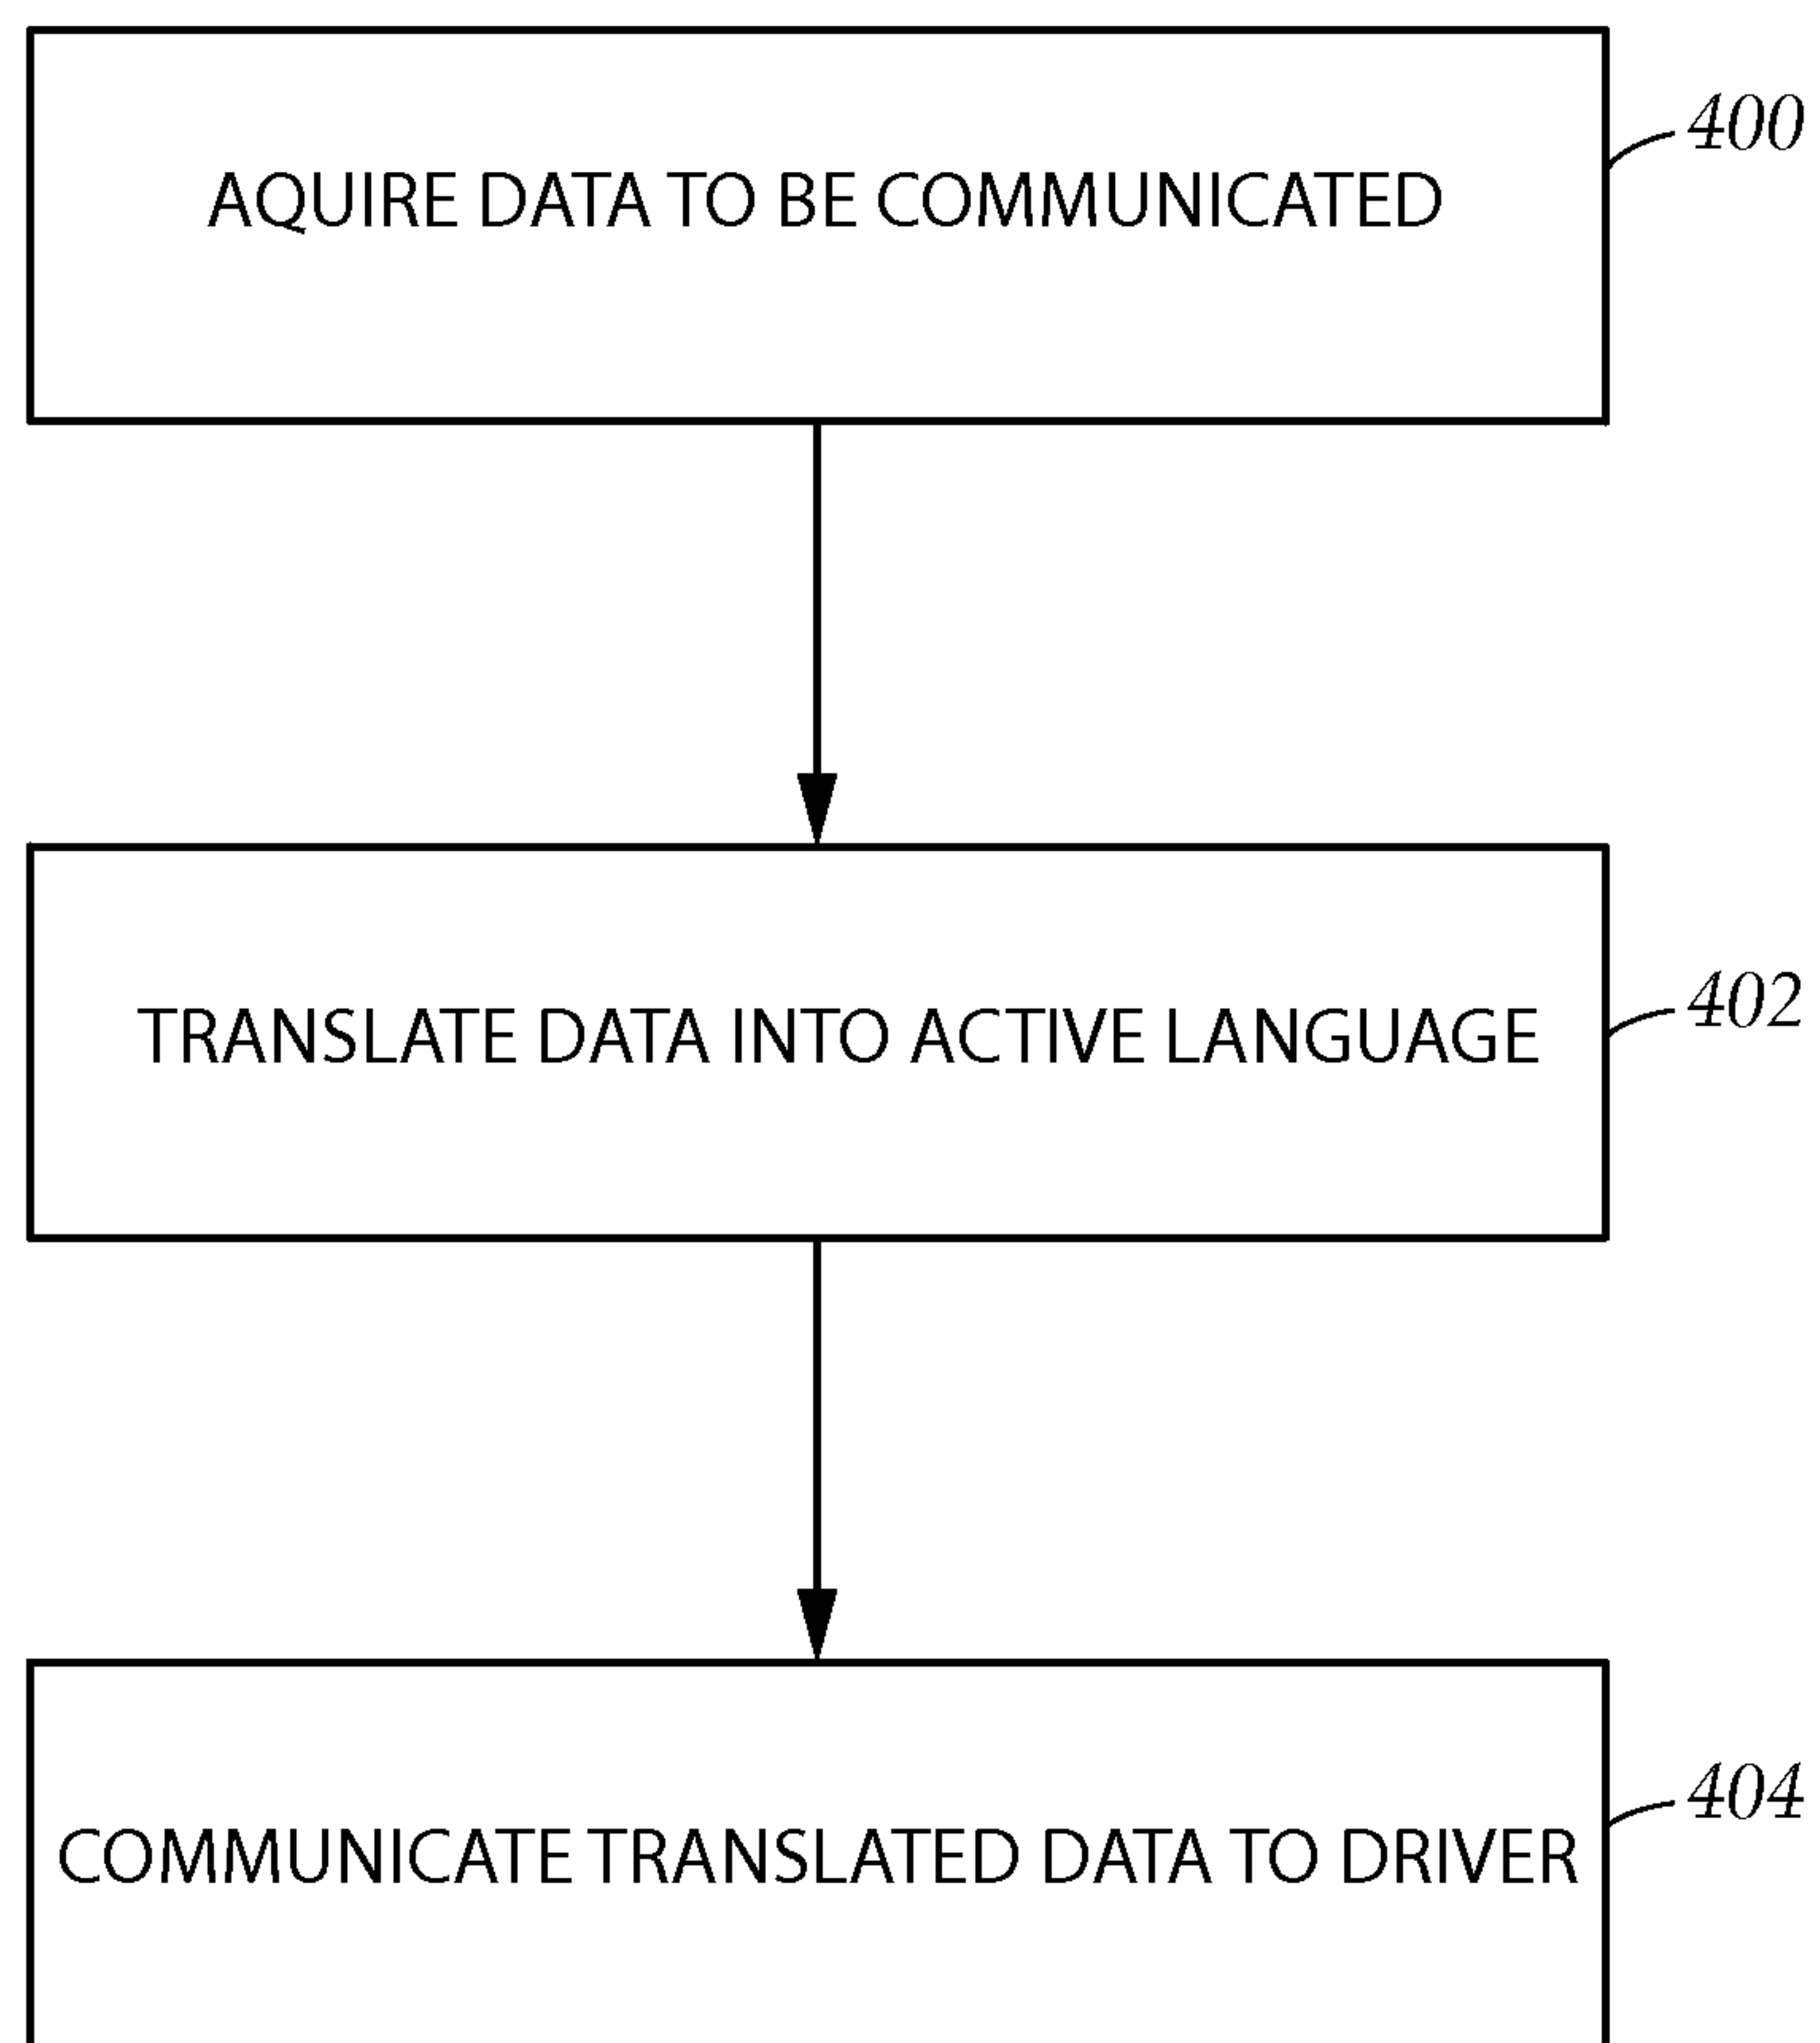 400
AQUIRE DATA TO BE COMMUNICATED
402
TRANSLATE DATA INTO ACTIVE LANGUAGE
404
COMMUNICATE TRANSLATED DATA TO DRIVER